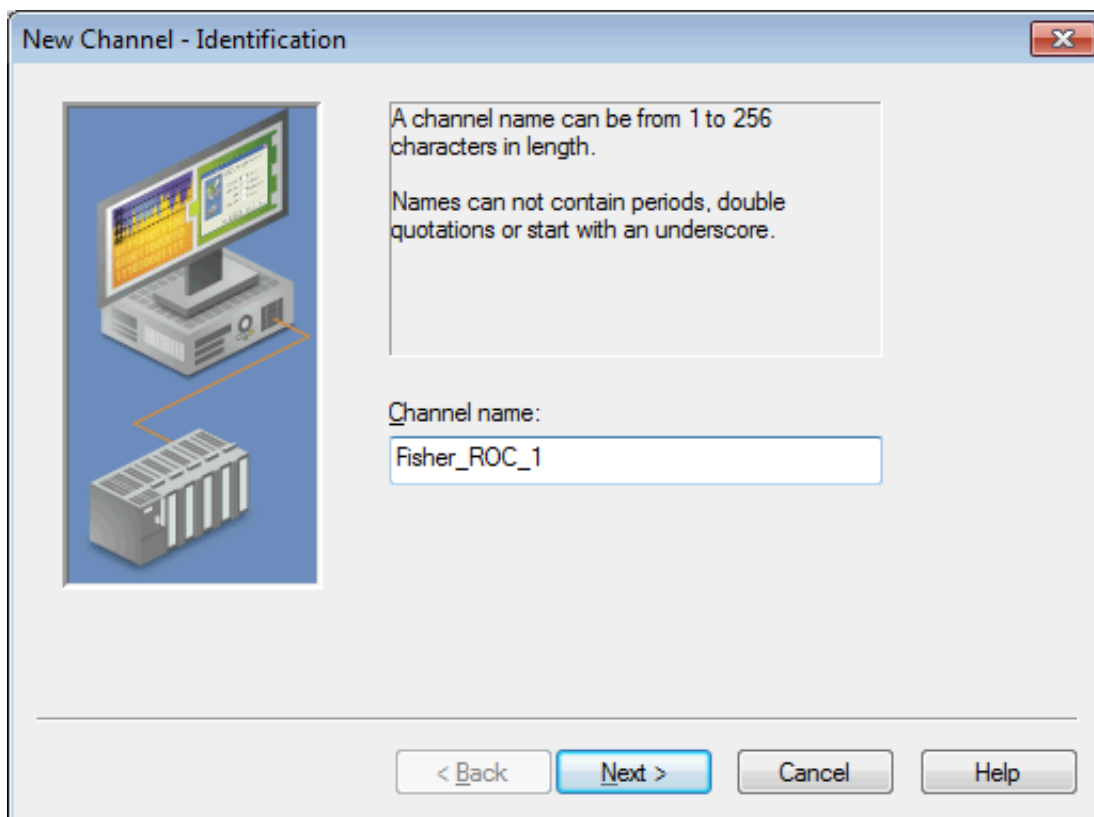 New Channel - Identification
A channel name can be from 1 to 256
characters in length.
Names can not contain periods, double
quotations or start with an underscore.
Channel name:
Fisher_ROC_1
< Back Next > Cancel Help